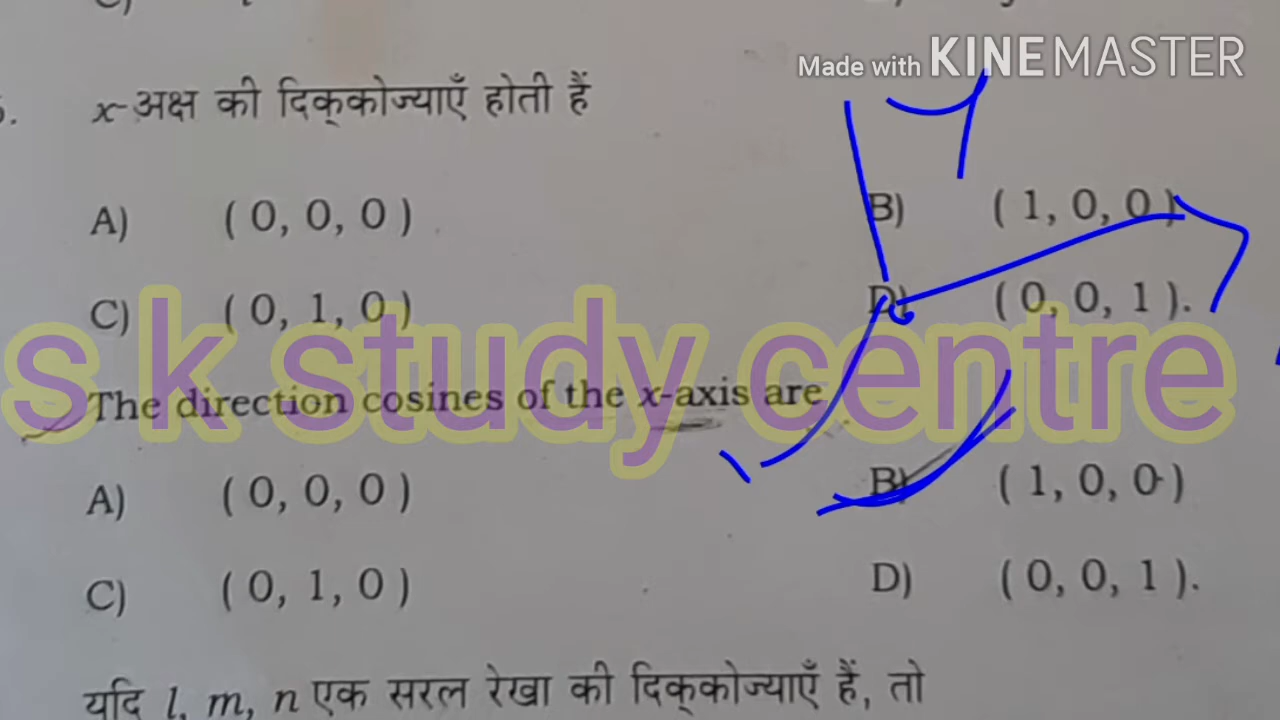 Made with KINEMASTER
x-अक्ष की दिक्कोज्याएँ होती हैं
A) ( 0, 0, 0 ) B) ( 1, 0, 0 )
C) ( 0, 1, 0 ) D) ( 0, 0, 1 ).
s k study centre
The direction cosines of the x-axis are
A) ( 0, 0, 0 ) B) ( 1, 0, 0 )
C) ( 0, 1, 0 ) D) ( 0, 0, 1 ).
यदि l, m, n एक सरल रेखा की दिक्कोज्याएँ हैं, तो